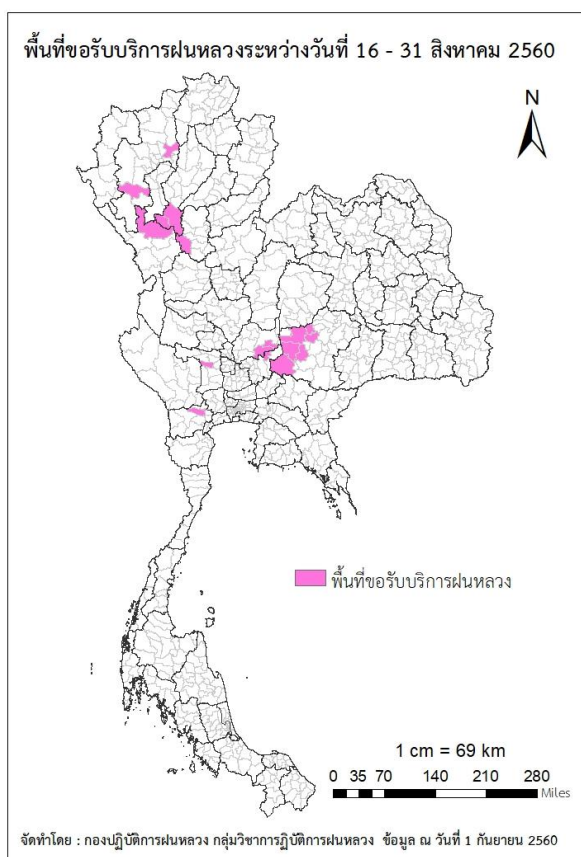 พื้นที่ขอรับบริการฝนหลวงระหว่างวันที่ 16 - 31 สิงหาคม 2560
N
พื้นที่ขอรับบริการฝนหลวง
1 cm = 69 km
0 35 70 140 210 280 Miles
จัดทำโดย : กองปฏิบัติการฝนหลวง กลุ่มวิชาการฏิบัติการฝนหลวง ข้อมูล ณ วันที่ 1 กันยายน 2560